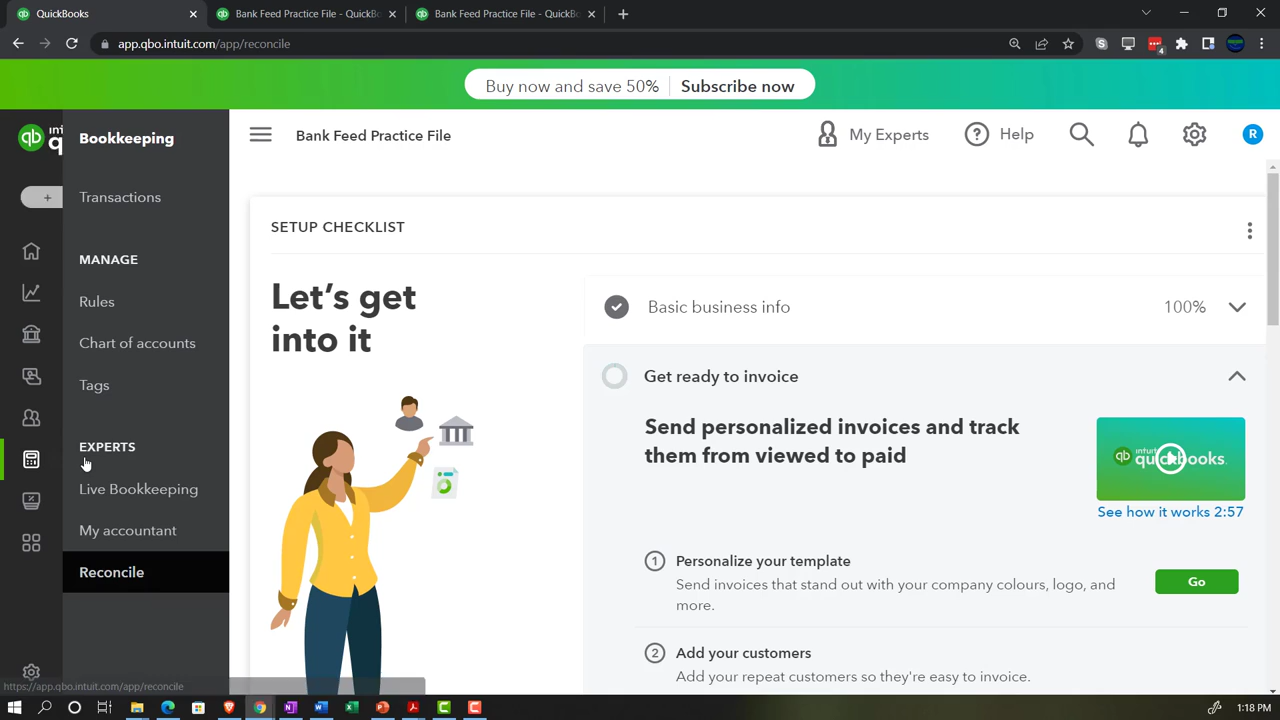 QuickBooks
Bank Feed Practice File - QuickBo
Bank Feed Practice File - QuickBo
app.qbo.intuit.com/app/reconcile
4
Buy now and save 50%
Subscribe now
qb
Bookkeeping
Bank Feed Practice File
My Experts
Help
R
Transactions
MANAGE
Rules
Chart of accounts
Tags
EXPERTS
Live Bookkeeping
My accountant
Reconcile
SETUP CHECKLIST
Let's get
into it
Basic business info
100%
Get ready to invoice
Send personalized invoices and track
them from viewed to paid
intuit
quickbooks.
See how it works 2:57
1 Personalize your template
Send invoices that stand out with your company colours, logo, and
more.
Go
2 Add your customers
Add your repeat customers so they're easy to invoice.
https://app.qbo.intuit.com/app/reconcile
1:18 PM